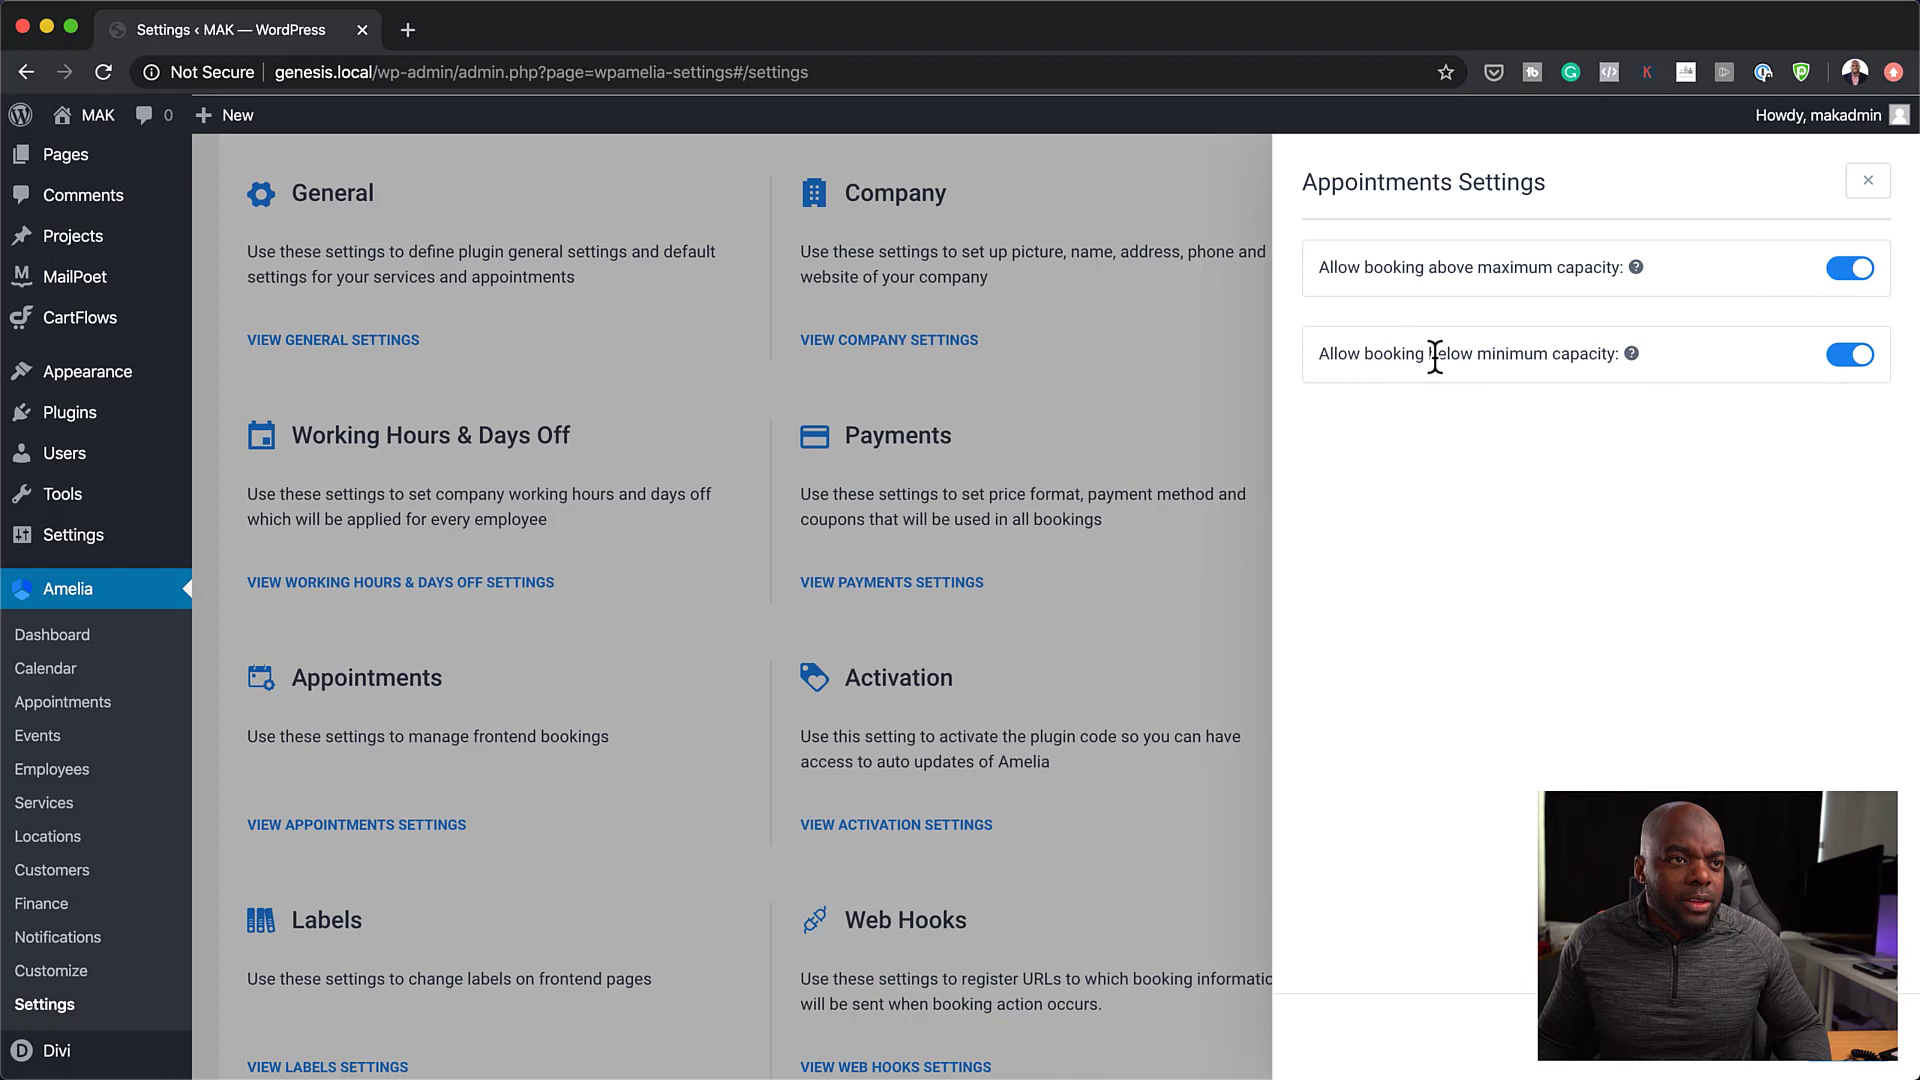 Settings ‹ MAK — WordPress
Not Secure
genesis.local/wp-admin/admin.php?page=wpamelia-settings#/settings
MAK
0
New
Howdy, makadmin
Pages
Comments
Projects
MailPoet
CartFlows
Appearance
Plugins
Users
Tools
Settings
Amelia
Dashboard
Calendar
Appointments
Events
Employees
Services
Locations
Customers
Finance
Notifications
Customize
Settings
Divi
General
Use these settings to define plugin general settings and default
settings for your services and appointments
VIEW GENERAL SETTINGS
Company
Use these settings to set up picture, name, address, phone and
website of your company
VIEW COMPANY SETTINGS
Working Hours & Days Off
Use these settings to set company working hours and days off
which will be applied for every employee
VIEW WORKING HOURS & DAYS OFF SETTINGS
Payments
Use these settings to set price format, payment method and
coupons that will be used in all bookings
VIEW PAYMENTS SETTINGS
Appointments
Use these settings to manage frontend bookings
VIEW APPOINTMENTS SETTINGS
Activation
Use this setting to activate the plugin code so you can have
access to auto updates of Amelia
VIEW ACTIVATION SETTINGS
Labels
Use these settings to change labels on frontend pages
VIEW LABELS SETTINGS
Web Hooks
Use these settings to register URLs to which booking informatio
will be sent when booking action occurs.
VIEW WEB HOOKS SETTINGS
Appointments Settings
Allow booking above maximum capacity:
Allow booking below minimum capacity: